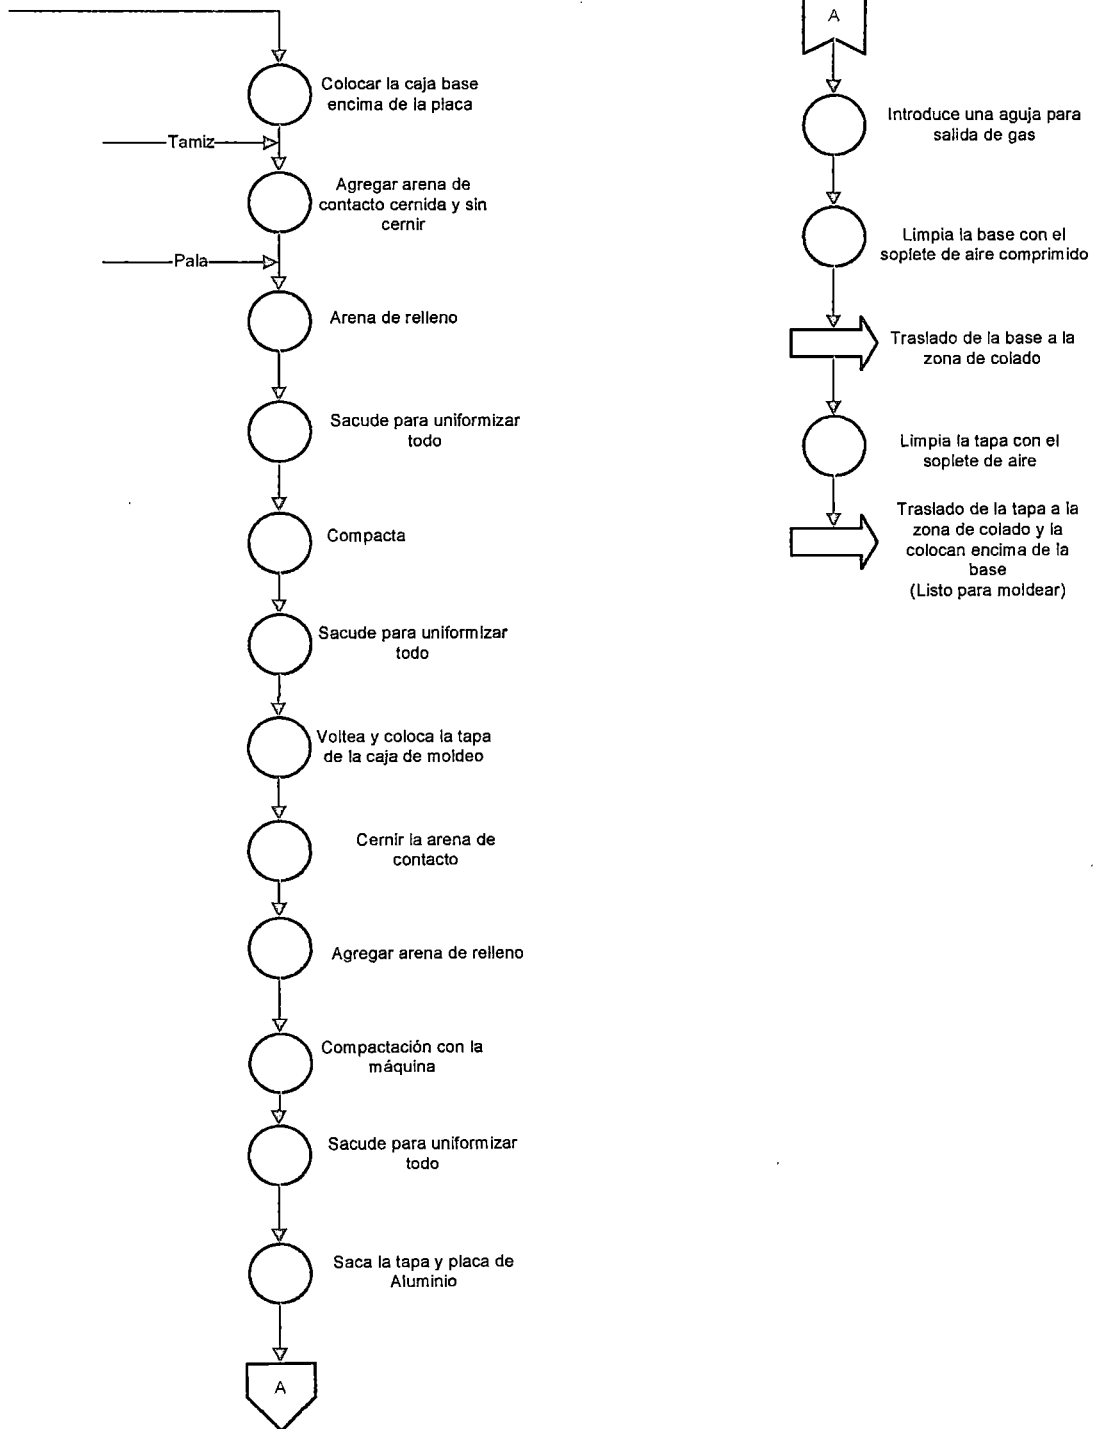 Colocar la caja base
encima de la placa
Tamiz
Agregar arena de
contacto cernida y sin
cernir
Pala
Arena de relleno
Sacude para uniformizar
todo
Compacta
Sacude para uniformizar
todo
Voltea y coloca la tapa
de la caja de moldeo
Cernir la arena de
contacto
Agregar arena de relleno
Compactación con la
máquina
Sacude para uniformizar
todo
Saca la tapa y placa de
Aluminio
A
A
Introduce una aguja para
salida de gas
Limpia la base con el
soplete de aire comprimido
Traslado de la base a la
zona de colado
Limpia la tapa con el
soplete de aire
Traslado de la tapa a la
zona de colado y la
colocan encima de la
base
(Listo para moldear)